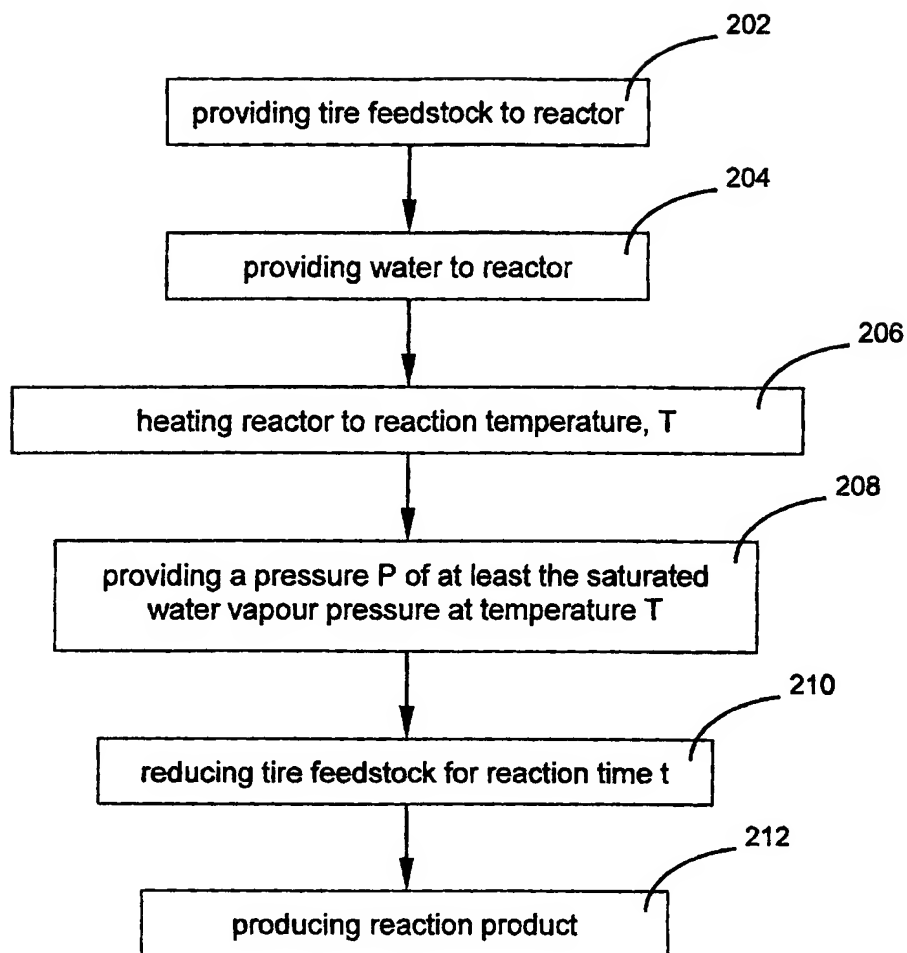 202
providing tire feedstock to reactor
204
providing water to reactor
206
heating reactor to reaction temperature, T
208
providing a pressure P of at least the saturated
water vapour pressure at temperature T
210
reducing tire feedstock for reaction time t
212
producing reaction product